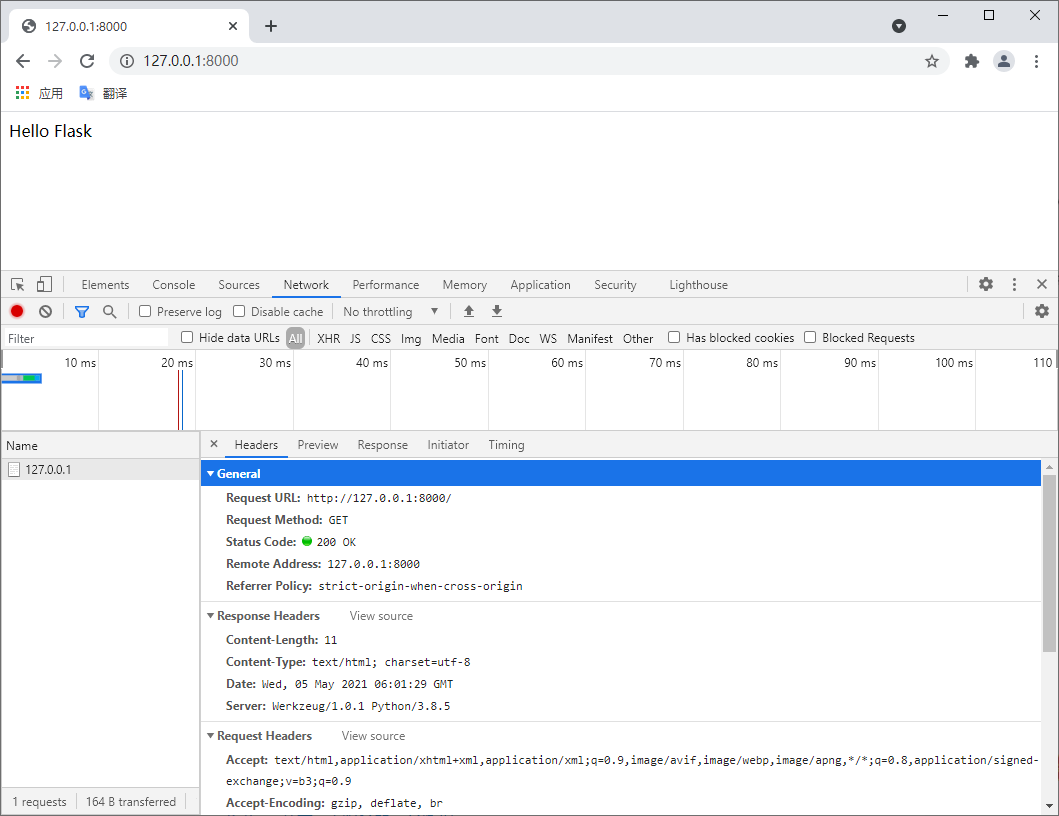 127.0.0.1:8000
127.0.0.1:8000
应用 翻译
Hello Flask
Elements Console Sources Network Performance Memory Application Security Lighthouse
Preserve log Disable cache No throttling
Filter Hide data URLs All XHR JS CSS Img Media Font Doc WS Manifest Other Has blocked cookies Blocked Requests
10 ms 20 ms 30 ms 40 ms 50 ms 60 ms 70 ms 80 ms 90 ms 100 ms 110
Name
127.0.0.1
Headers Preview Response Initiator Timing
General
Request URL: http://127.0.0.1:8000/
Request Method: GET
Status Code: 200 OK
Remote Address: 127.0.0.1:8000
Referrer Policy: strict-origin-when-cross-origin
Response Headers View source
Content-Length: 11
Content-Type: text/html; charset=utf-8
Date: Wed, 05 May 2021 06:01:29 GMT
Server: Werkzeug/1.0.1 Python/3.8.5
Request Headers View source
Accept: text/html,application/xhtml+xml,application/xml;q=0.9,image/avif,image/webp,image/apng,*/*;q=0.8,application/signed-
exchange;v=b3;q=0.9
Accept-Encoding: gzip, deflate, br
1 requests 164 B transferred